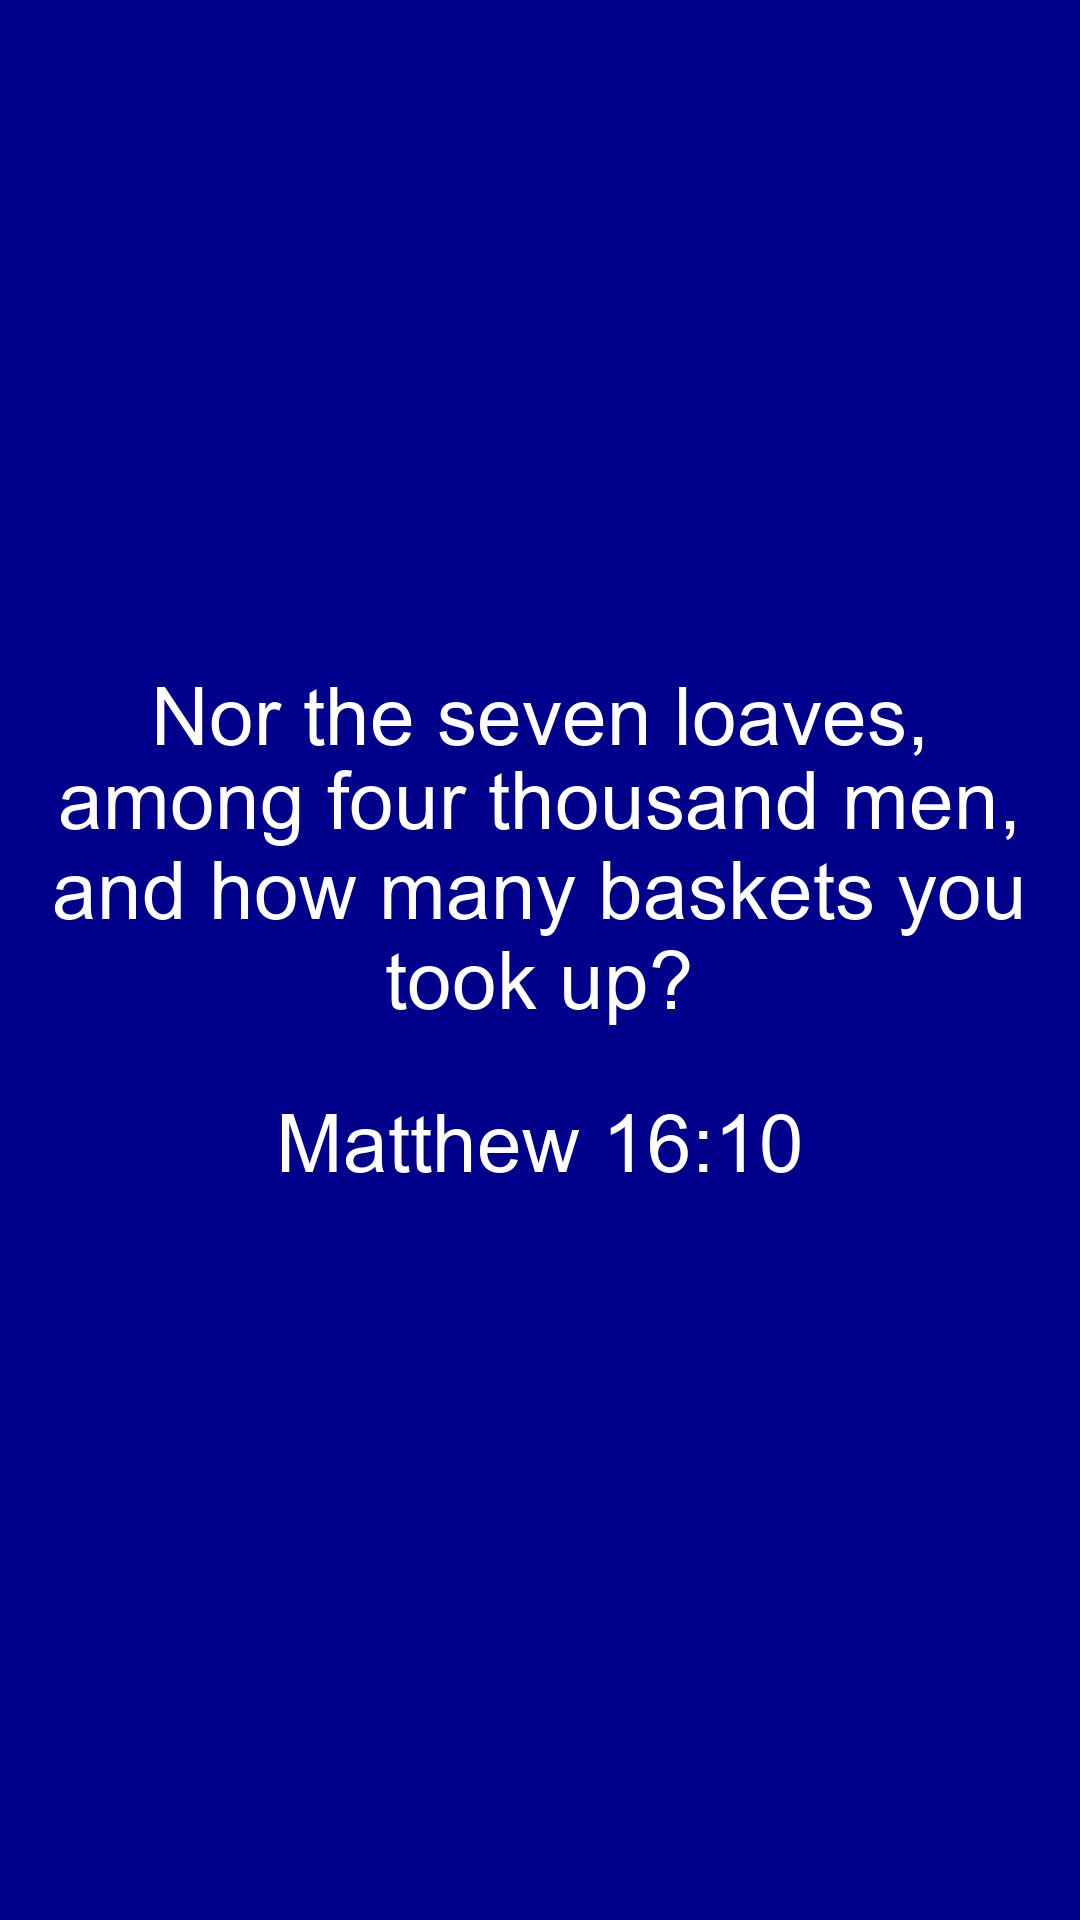 Nor the seven loaves,
among four thousand men,
and how many baskets you
took up?
Matthew 16:10